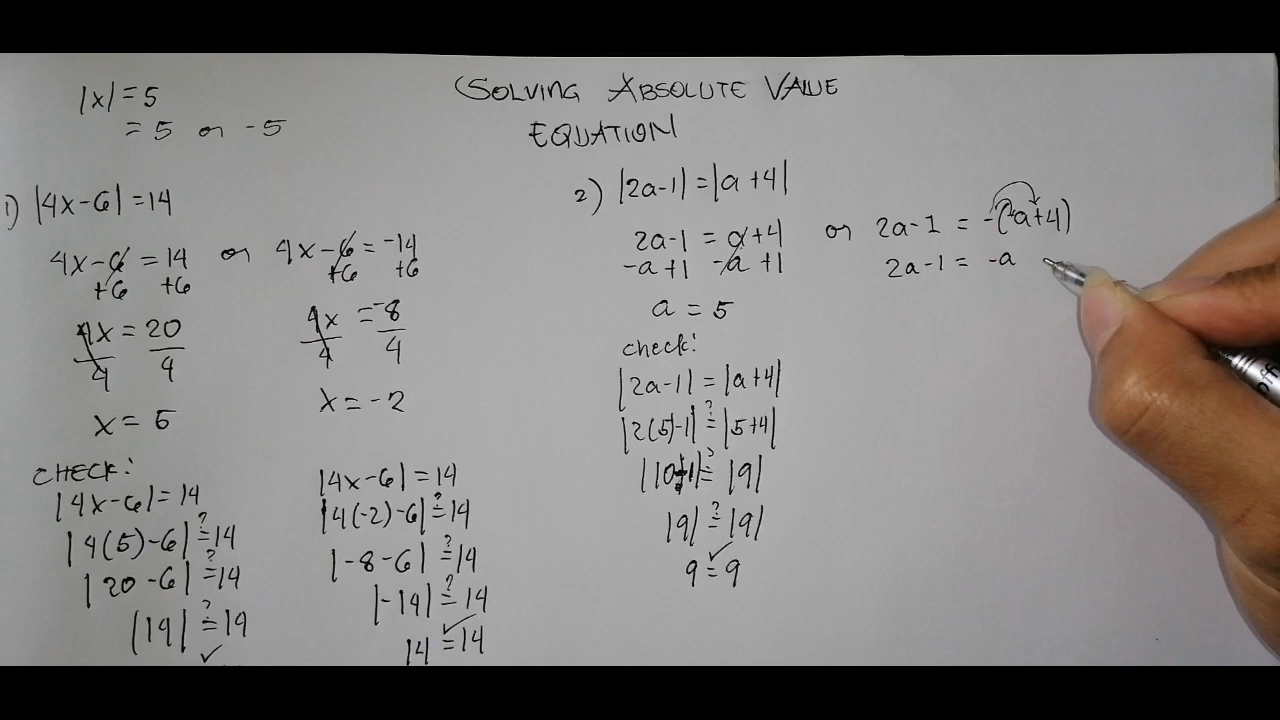 |x| = 5
= 5 or -5
SOLVING ABSOLUTE VALUE
EQUATION
1) |4x-6| = 14
4x-6 = 14 or 4x-6 = -14
+6 +6 +6 +6
4x = 20
4 4
x = 5
4x = -8
4 4
x = -2
CHECK:
|4x-6| = 14
|4(5)-6| ?= 14
|20-6| ?= 14
|14| ?= 14
✓
|4x-6| = 14
|4(-2)-6| ?= 14
|-8-6| ?= 14
|-14| ?= 14
14 = 14 ✓
2) |2a-1| = |a+4|
2a-1 = a+4 or 2a-1 = -(a+4)
-a+1 -a+1
a = 5
2a-1 = -a
check:
|2a-1| = |a+4|
|2(5)-1| ?= |5+4|
|10-1| ?= |9|
|9| ?= |9|
9 = 9 ✓